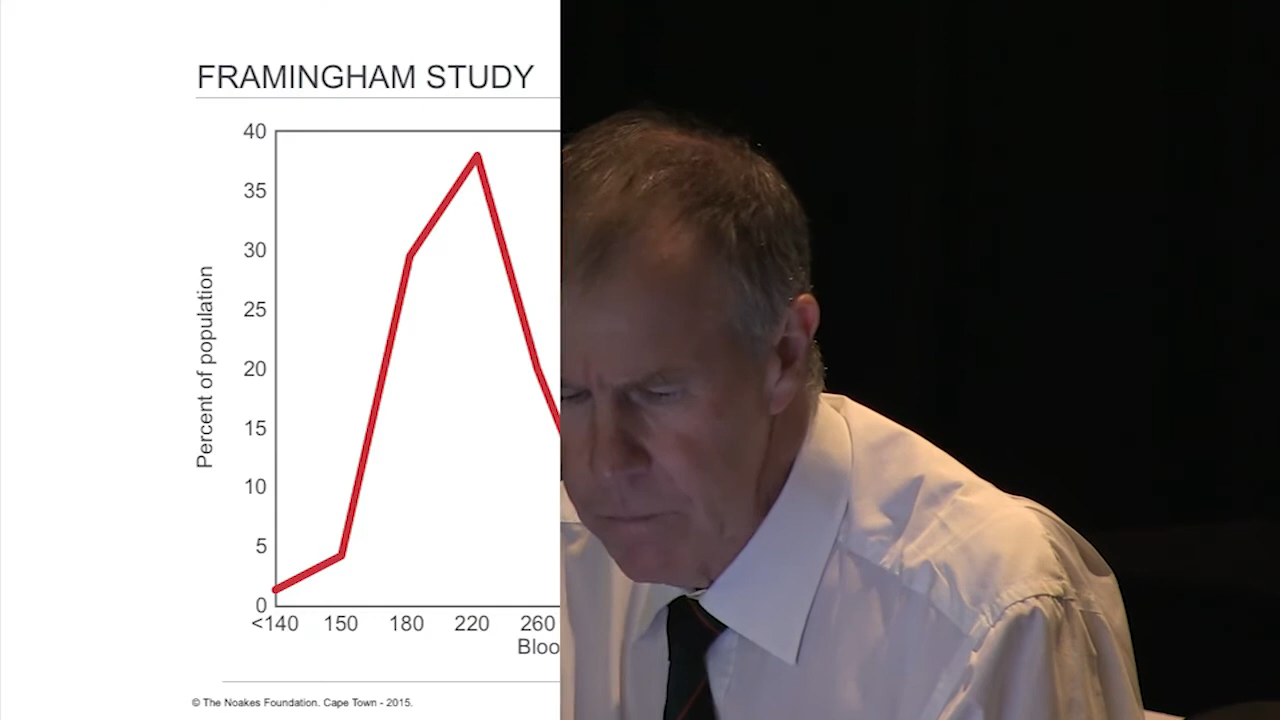 FRAMINGHAM STUDY
40
35
30
25
20
15
10
5
0
Percent of population
<140 150 180 220 260
Bloo
© The Noakes Foundation. Cape Town - 2015.